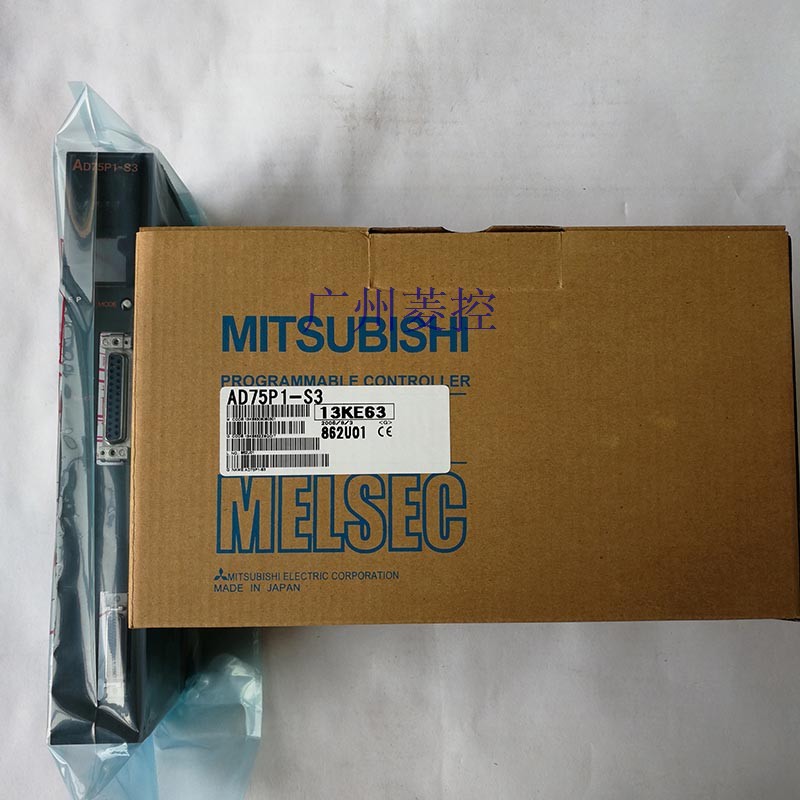 AD75P1-S3
MODE
广州菱控
MITSUBISHI
PROGRAMMABLE CONTROLLER
AD75P1-S3
13KE63
2008/8/3 <G>
862U01 CE
MELSEC
MITSUBISHI ELECTRIC CORPORATION
MADE IN JAPAN